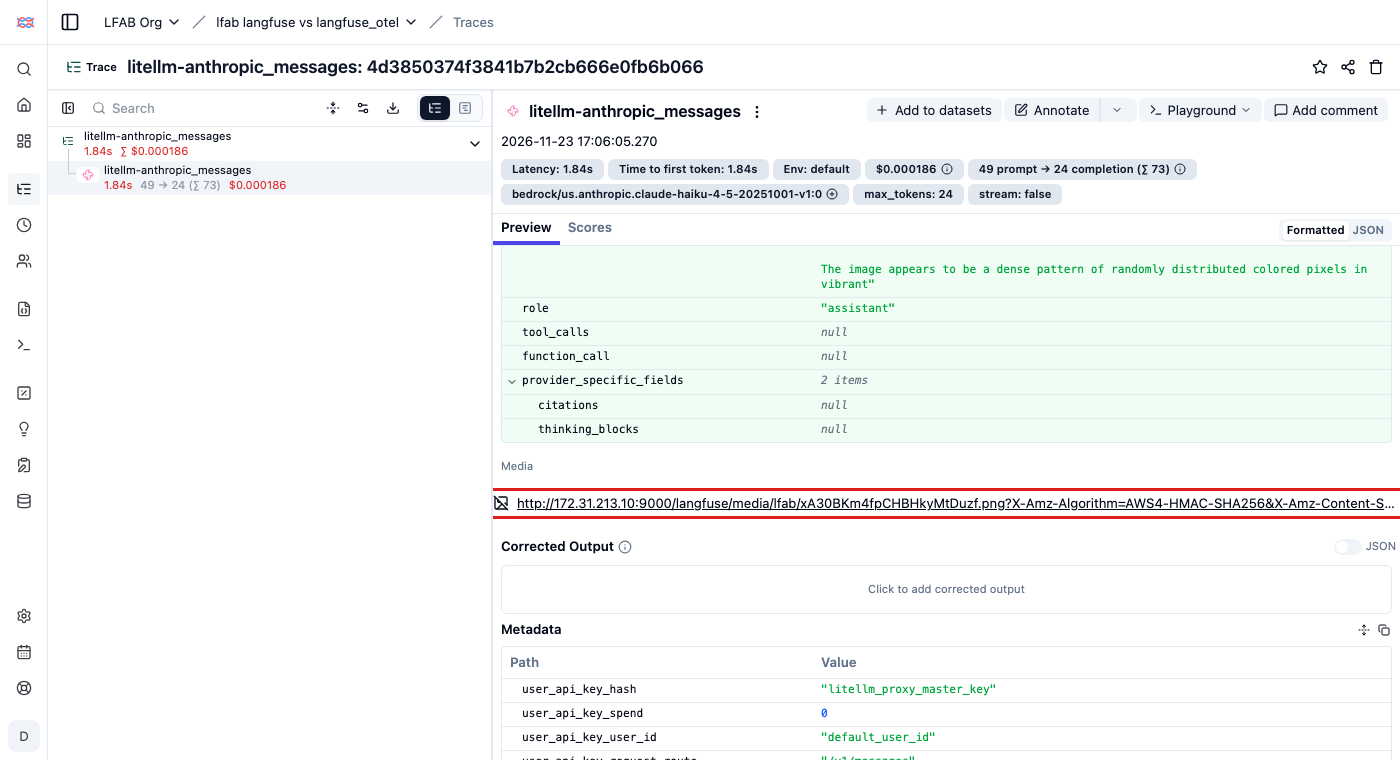 LFAB Org
lfab langfuse vs langfuse_otel
Traces
Trace
litellm-anthropic_messages: 4d3850374f3841b7b2cb666e0fb6b066
Search
litellm-anthropic_messages
1.84s ∑ $0.000186
litellm-anthropic_messages
1.84s 49 → 24 (∑ 73) $0.000186
litellm-anthropic_messages
Add to datasets
Annotate
Playground
Add comment
2026-11-23 17:06:05.270
Latency: 1.84s
Time to first token: 1.84s
Env: default
$0.000186
49 prompt → 24 completion (∑ 73)
bedrock/us.anthropic.claude-haiku-4-5-20251001-v1:0
max_tokens: 24
stream: false
Preview
Scores
Formatted
JSON
The image appears to be a dense pattern of randomly distributed colored pixels in
vibrant"
role "assistant"
tool_calls null
function_call null
provider_specific_fields 2 items
citations null
thinking_blocks null
Media
http://172.31.213.10:9000/langfuse/media/lfab/xA30BKm4fpCHBHkyMtDuzf.png?X-Amz-Algorithm=AWS4-HMAC-SHA256&X-Amz-Content-S...
Corrected Output
JSON
Click to add corrected output
Metadata
Path Value
user_api_key_hash "litellm_proxy_master_key"
user_api_key_spend 0
user_api_key_user_id "default_user_id"
user_api_key_request_route "/v1/messages"
D